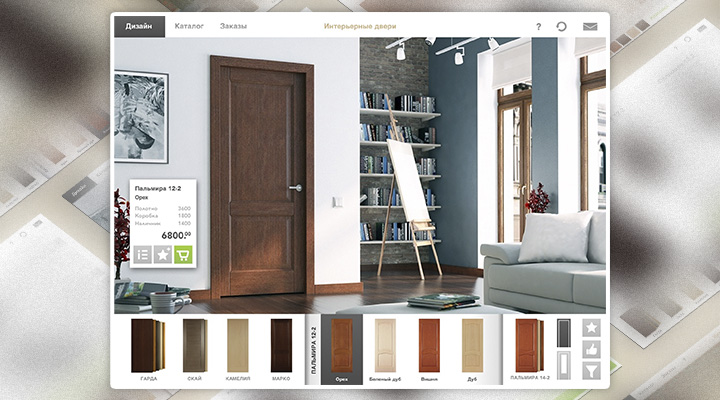 Дизайн Каталог Заказы Интерьерные двери ?
Пальмира 12-2
Орех
Полотно 3600
Коробка 1800
Наличник 1400
6800.00
ГАРДА СКАЙ КАМЕЛИЯ МАРКО ПАЛЬМИРА 12-2 Орех Беленый дуб Вишня Дуб ПАЛЬМИРА 14-2